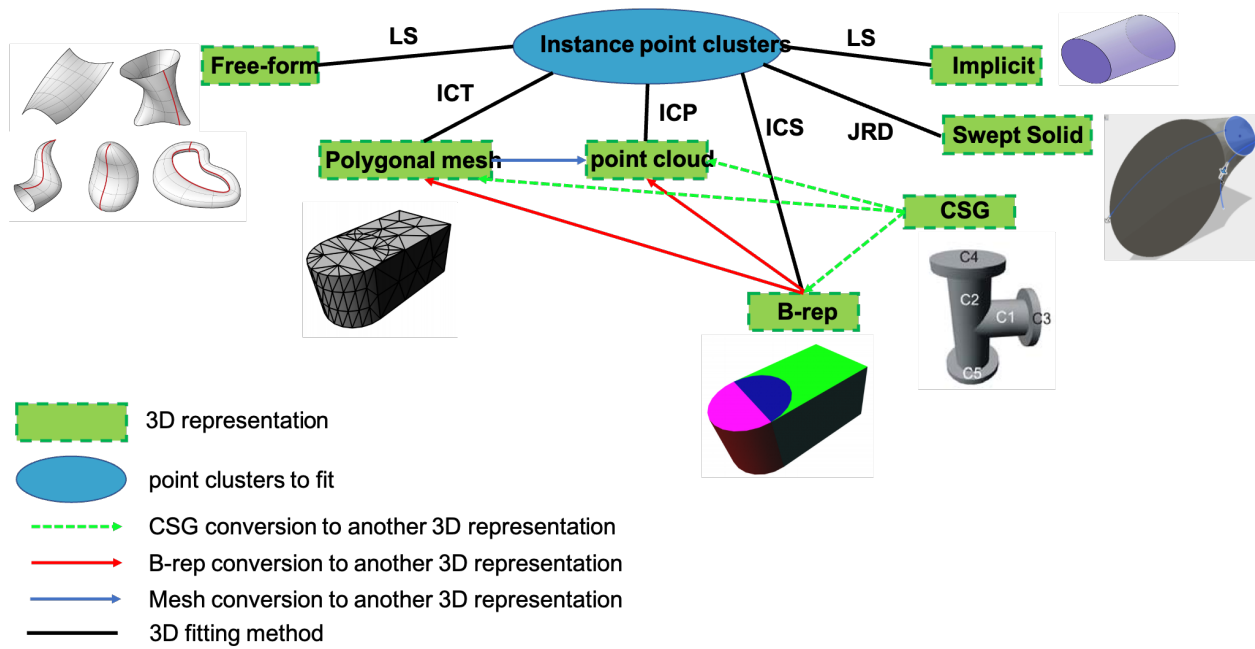 LS
Instance point clusters
LS
Free-form
Implicit
ICT
ICP
ICS
JRD
Swept Solid
Polygonal mesh
point cloud
CSG
C4
C2
C1
C3
C5
B-rep
3D representation
point clusters to fit
CSG conversion to another 3D representation
B-rep conversion to another 3D representation
Mesh conversion to another 3D representation
3D fitting method